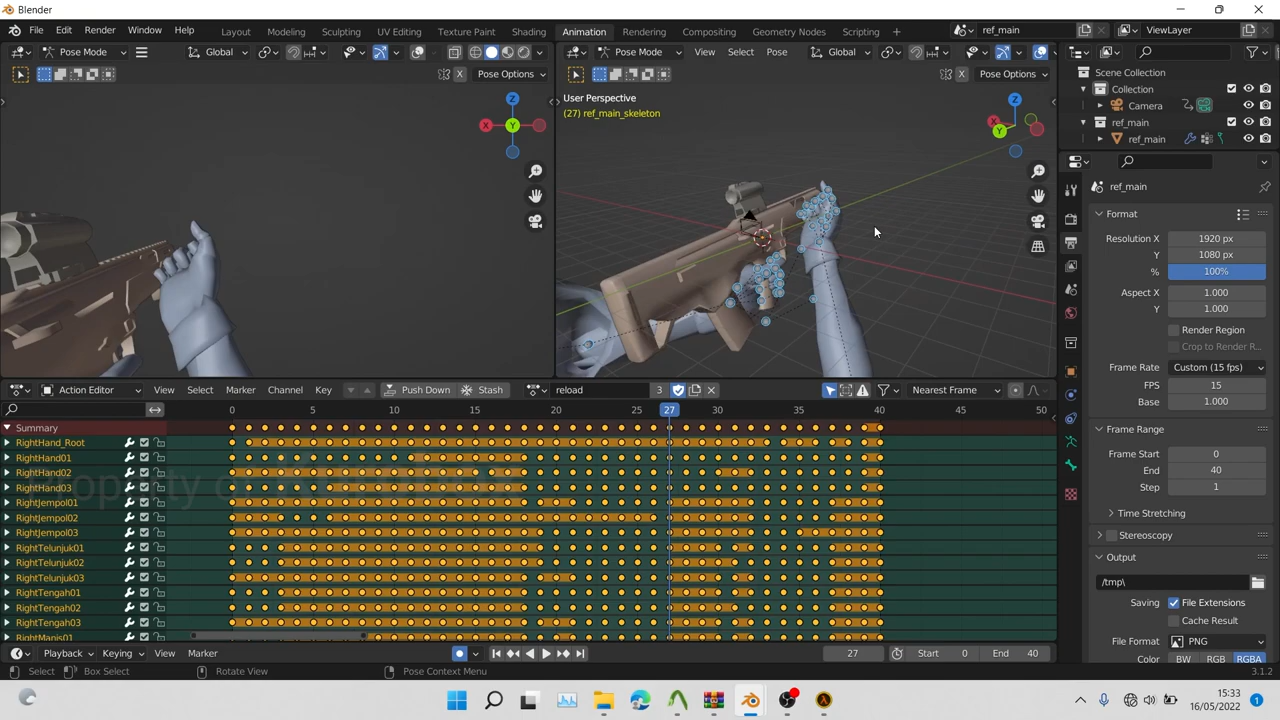 Blender
File Edit Render Window Help
Layout Modeling Sculpting UV Editing Texture Paint Shading Animation Rendering Compositing Geometry Nodes Scripting +
ref_main
ViewLayer
Pose Mode
Global
Pose Mode View Select Pose
Global
Pose Options
Pose Options
X
X
User Perspective
(27) ref_main_skeleton
Z
X
Y
Z
X
Y
Scene Collection
Collection
Camera
ref_main
ref_main
ref_main
Format
Resolution X 1920 px
Y 1080 px
% 100%
Aspect X 1.000
Y 1.000
Render Region
Crop to Render R...
Frame Rate Custom (15 fps)
FPS 15
Base 1.000
Frame Range
Frame Start 0
End 40
Step 1
Time Stretching
Stereoscopy
Output
/tmp\
Saving File Extensions
Cache Result
File Format PNG
Color BW RGB RGBA
Action Editor View Select Marker Channel Key Push Down Stash reload 3 Nearest Frame
0 5 10 15 20 25 27 30 35 40 45 50
Summary
RightHand_Root
RightHand01
RightHand02
RightHand03
RightJempol01
RightJempol02
RightJempol03
RightTelunjuk01
RightTelunjuk02
RightTelunjuk03
RightTengah01
RightTengah02
RightTengah03
RightManis01
Property of
Playback Keying View Marker 27 Start 0 End 40
Select Box Select Rotate View Pose Context Menu 3.1.2
15:33
16/05/2022
1